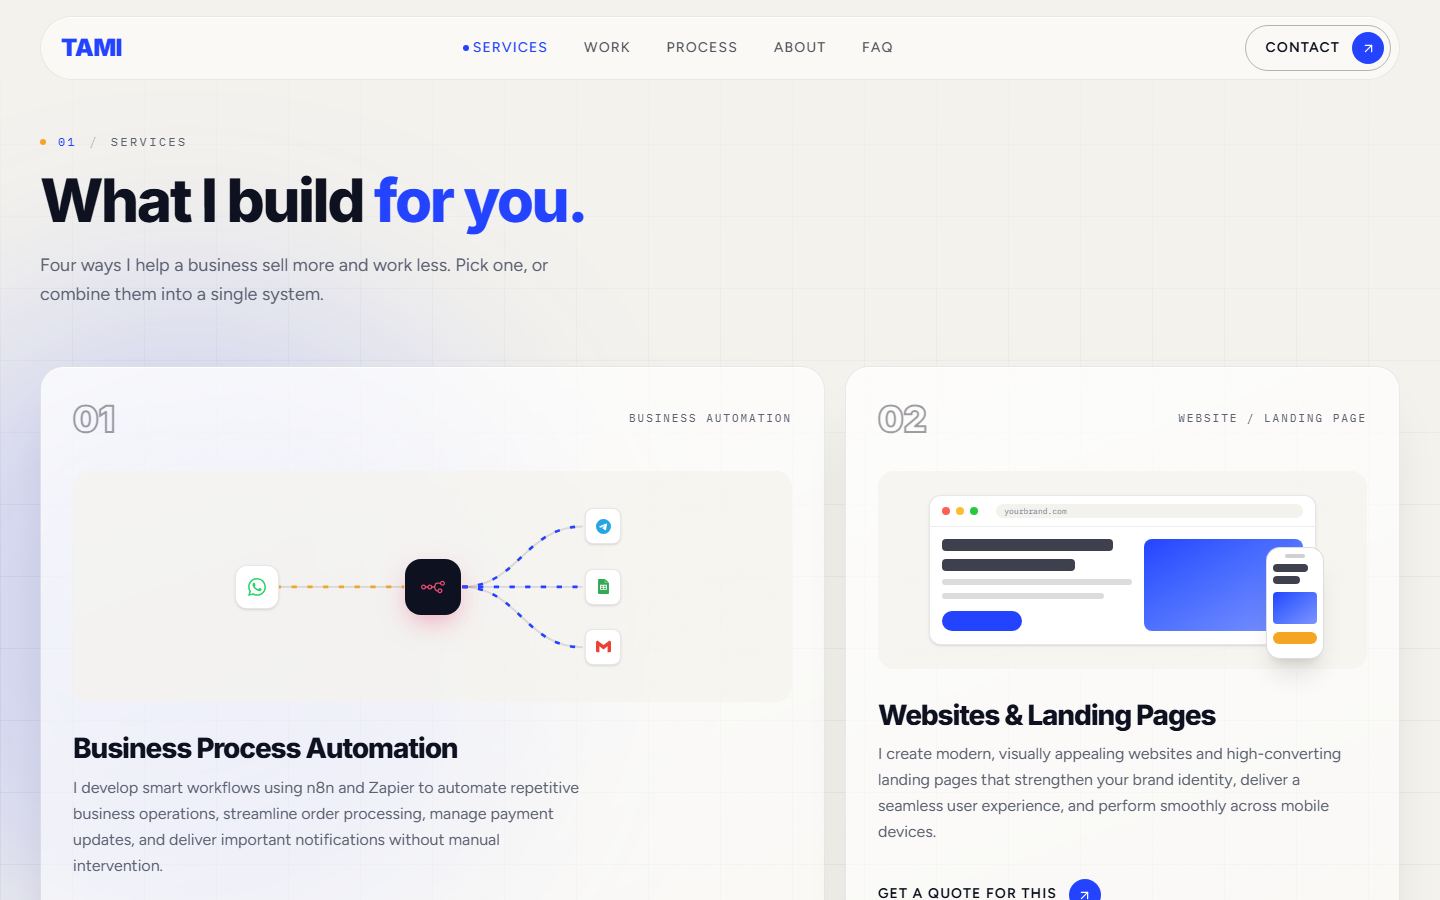 TAMI
SERVICES
WORK
PROCESS
ABOUT
FAQ
CONTACT
01 / SERVICES
What I build for you.
Four ways I help a business sell more and work less. Pick one, or
combine them into a single system.
01
BUSINESS AUTOMATION
Business Process Automation
I develop smart workflows using n8n and Zapier to automate repetitive
business operations, streamline order processing, manage payment
updates, and deliver important notifications without manual
intervention.
02
WEBSITE / LANDING PAGE
yourbrand.com
Websites & Landing Pages
I create modern, visually appealing websites and high-converting
landing pages that strengthen your brand identity, deliver a
seamless user experience, and perform smoothly across mobile
devices.
GET A QUOTE FOR THIS